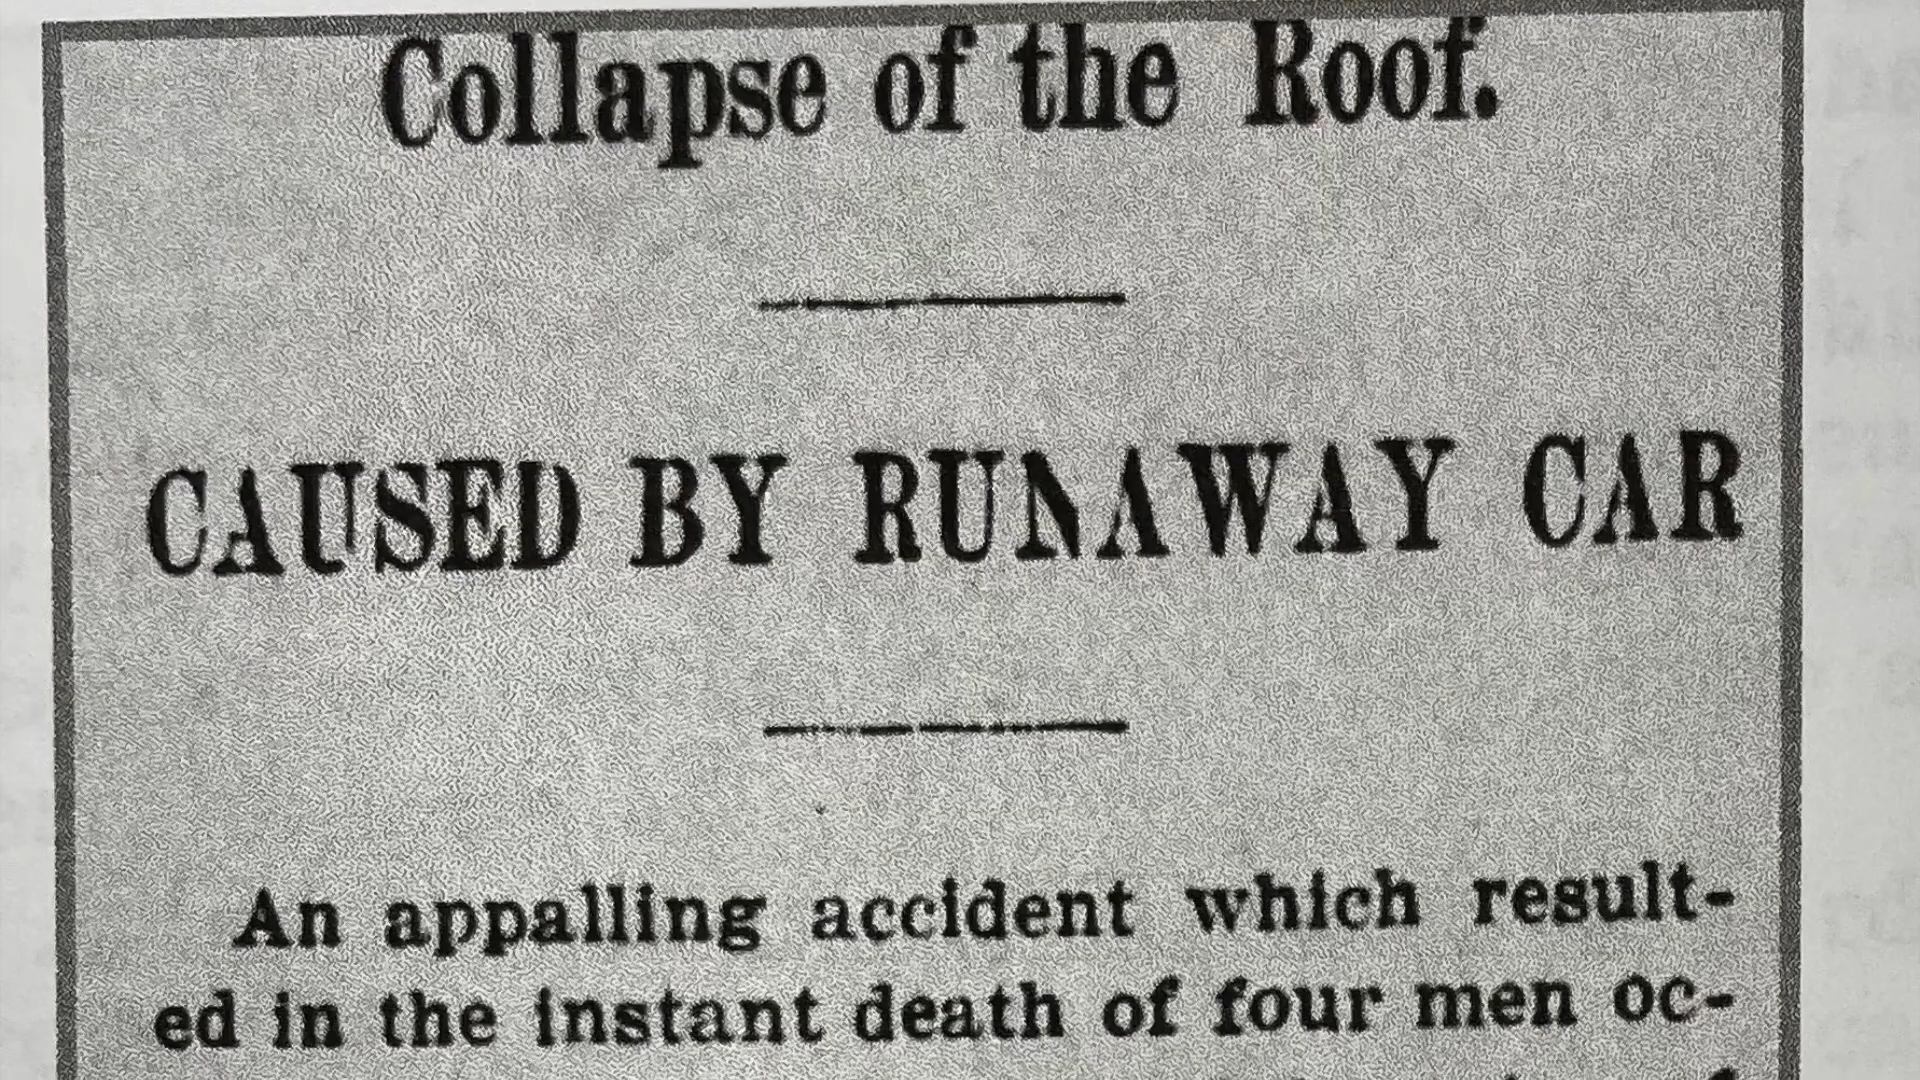 Collapse of the Roof.
CAUSED BY RUNAWAY CAR
An appalling accident which result-
ed in the instant death of four men oc-